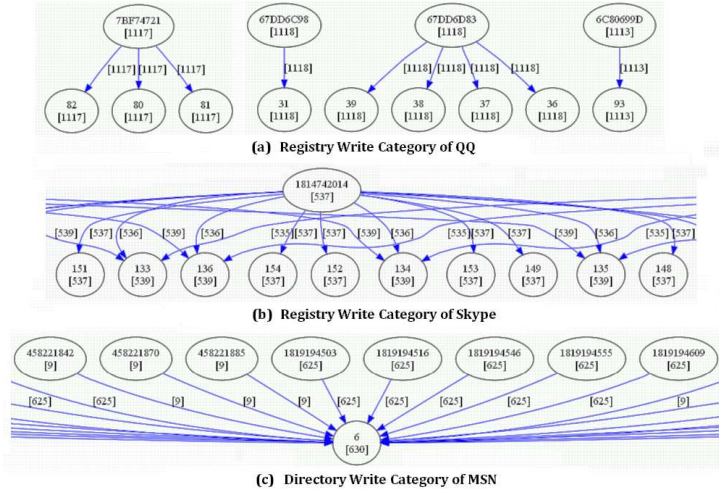 7BF74721 67DD6C98 67DD6D83 6C80699D
[1117] [1118] [1118] [1113]
[1117] [1117] [1117] [1118] [1118] [1118] [1118] [1118] [1113]
82 80 81 31 39 38 37 36 93
[1117] [1117] [1117] [1118] [1118] [1118] [1118] [1118] [1113]
(a) Registry Write Category of QQ
1814742014
[537]
[539] [537] [536] [539] [536] [535] [537] [537] [539] [536] [535] [537] [537] [539] [536] [535] [537]
151 133 136 154 152 134 153 149 135 148
[537] [539] [539] [537] [537] [539] [537] [537] [539] [537]
(b) Registry Write Category of Skype
458221842 458221870 458221885 1819194503 1819194516 1819194546 1819194555 1819194609
[9] [9] [9] [625] [625] [625] [625] [625]
[625] [625] [9] [9] [625] [625] [625] [625] [625] [9]
6
[630]
(c) Directory Write Category of MSN